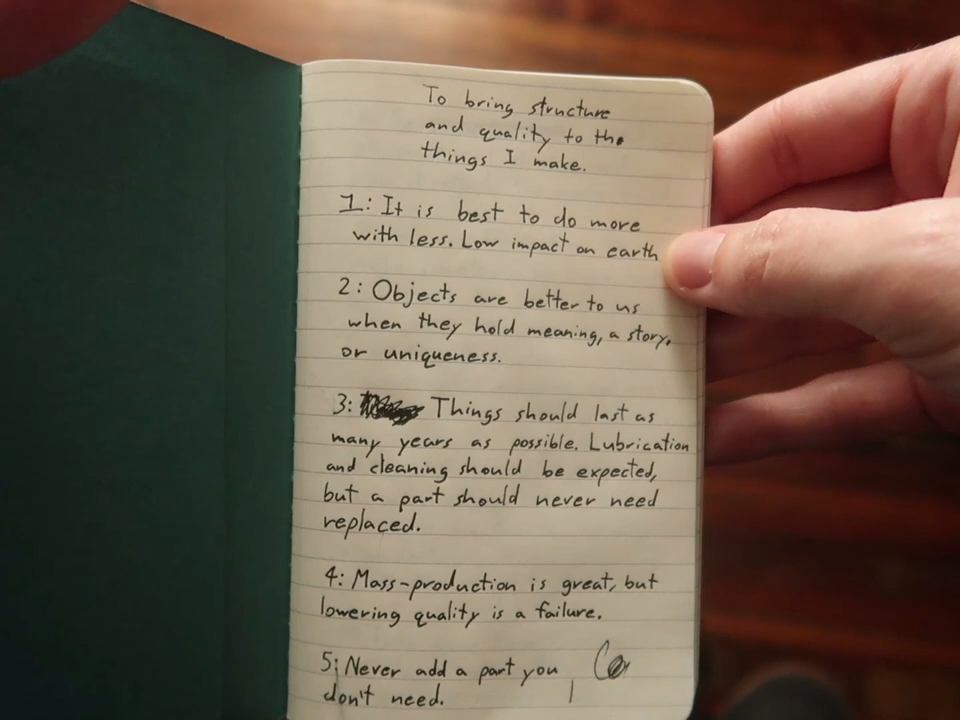 To bring structure
and quality to the
things I make.
1: It is best to do more
with less. Low impact on earth
2: Objects are better to us
when they hold meaning, a story,
or uniqueness.
3: Things should last as
many years as possible. Lubrication
and cleaning should be expected,
but a part should never need
replaced.
4: Mass-production is great, but
lowering quality is a failure.
5: Never add a part you
don't need.